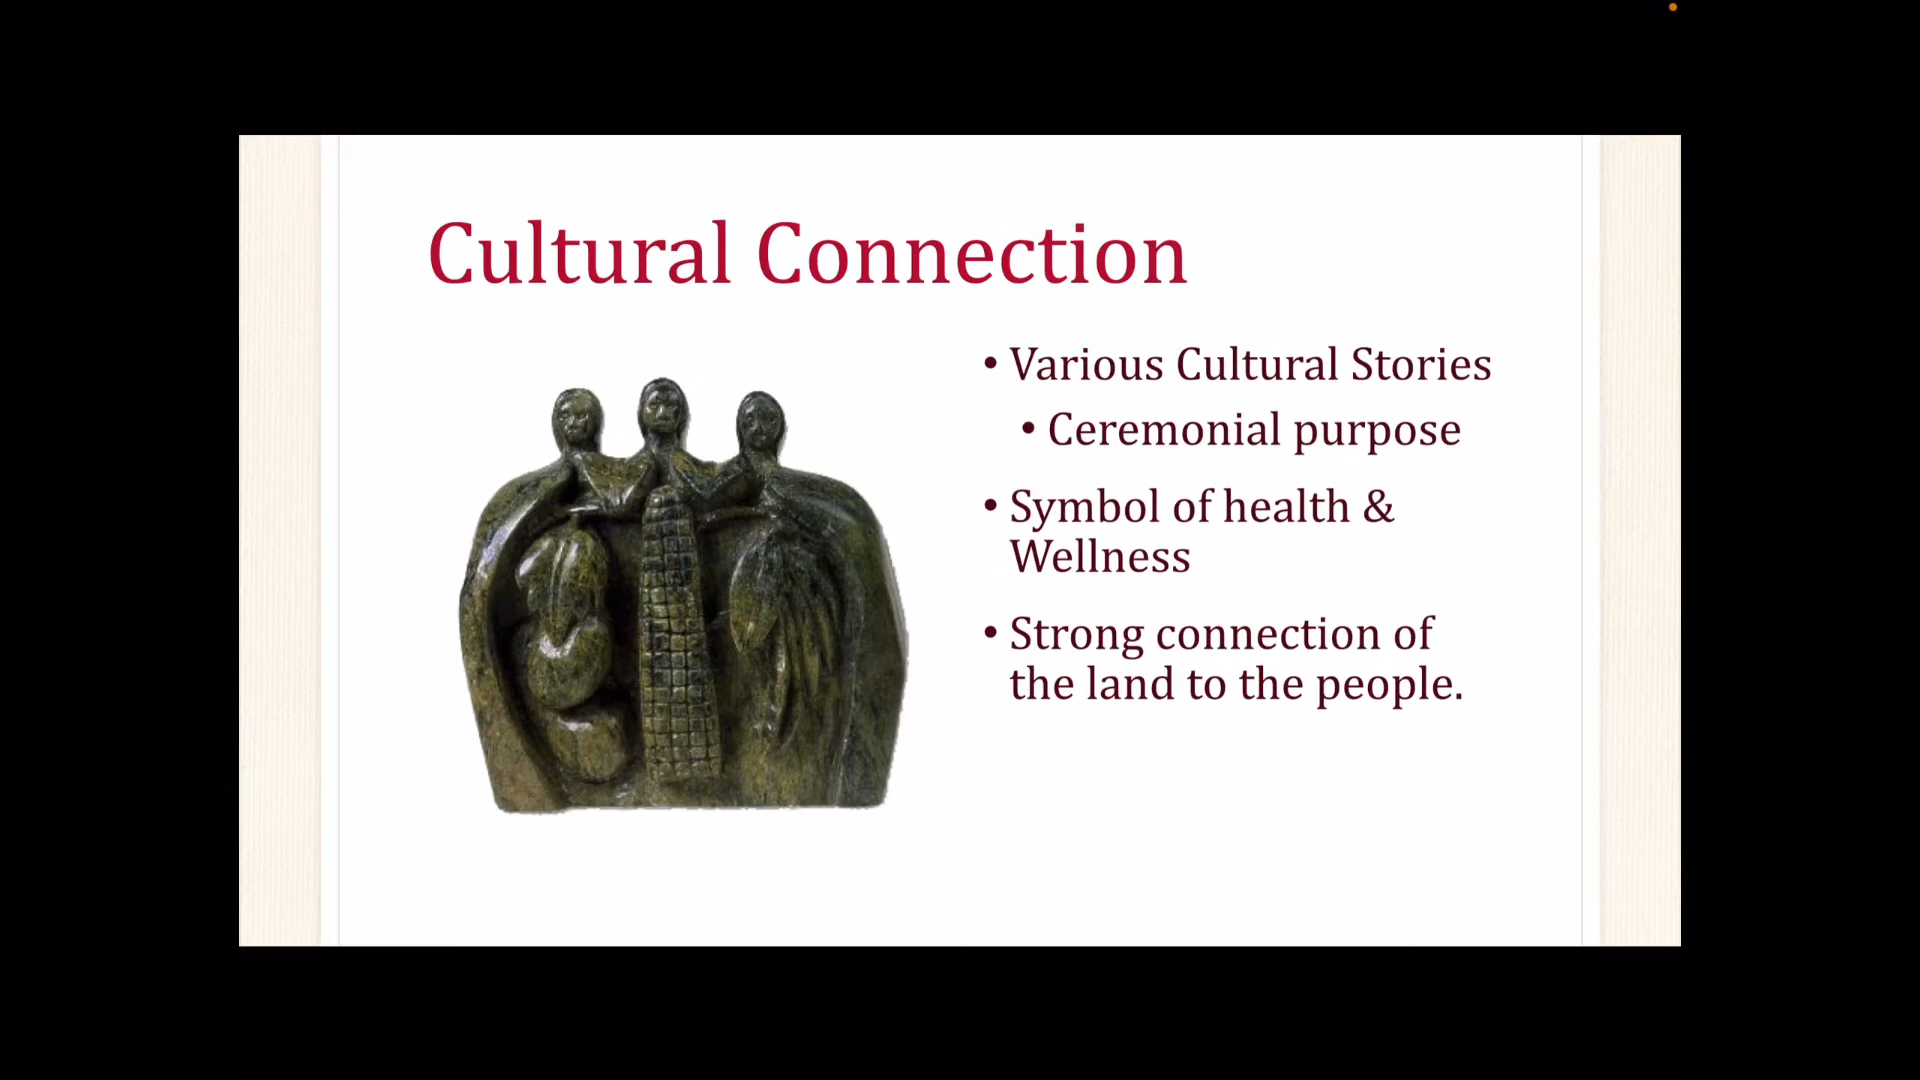 Cultural Connection
• Various Cultural Stories
• Ceremonial purpose
• Symbol of health &
Wellness
• Strong connection of
the land to the people.